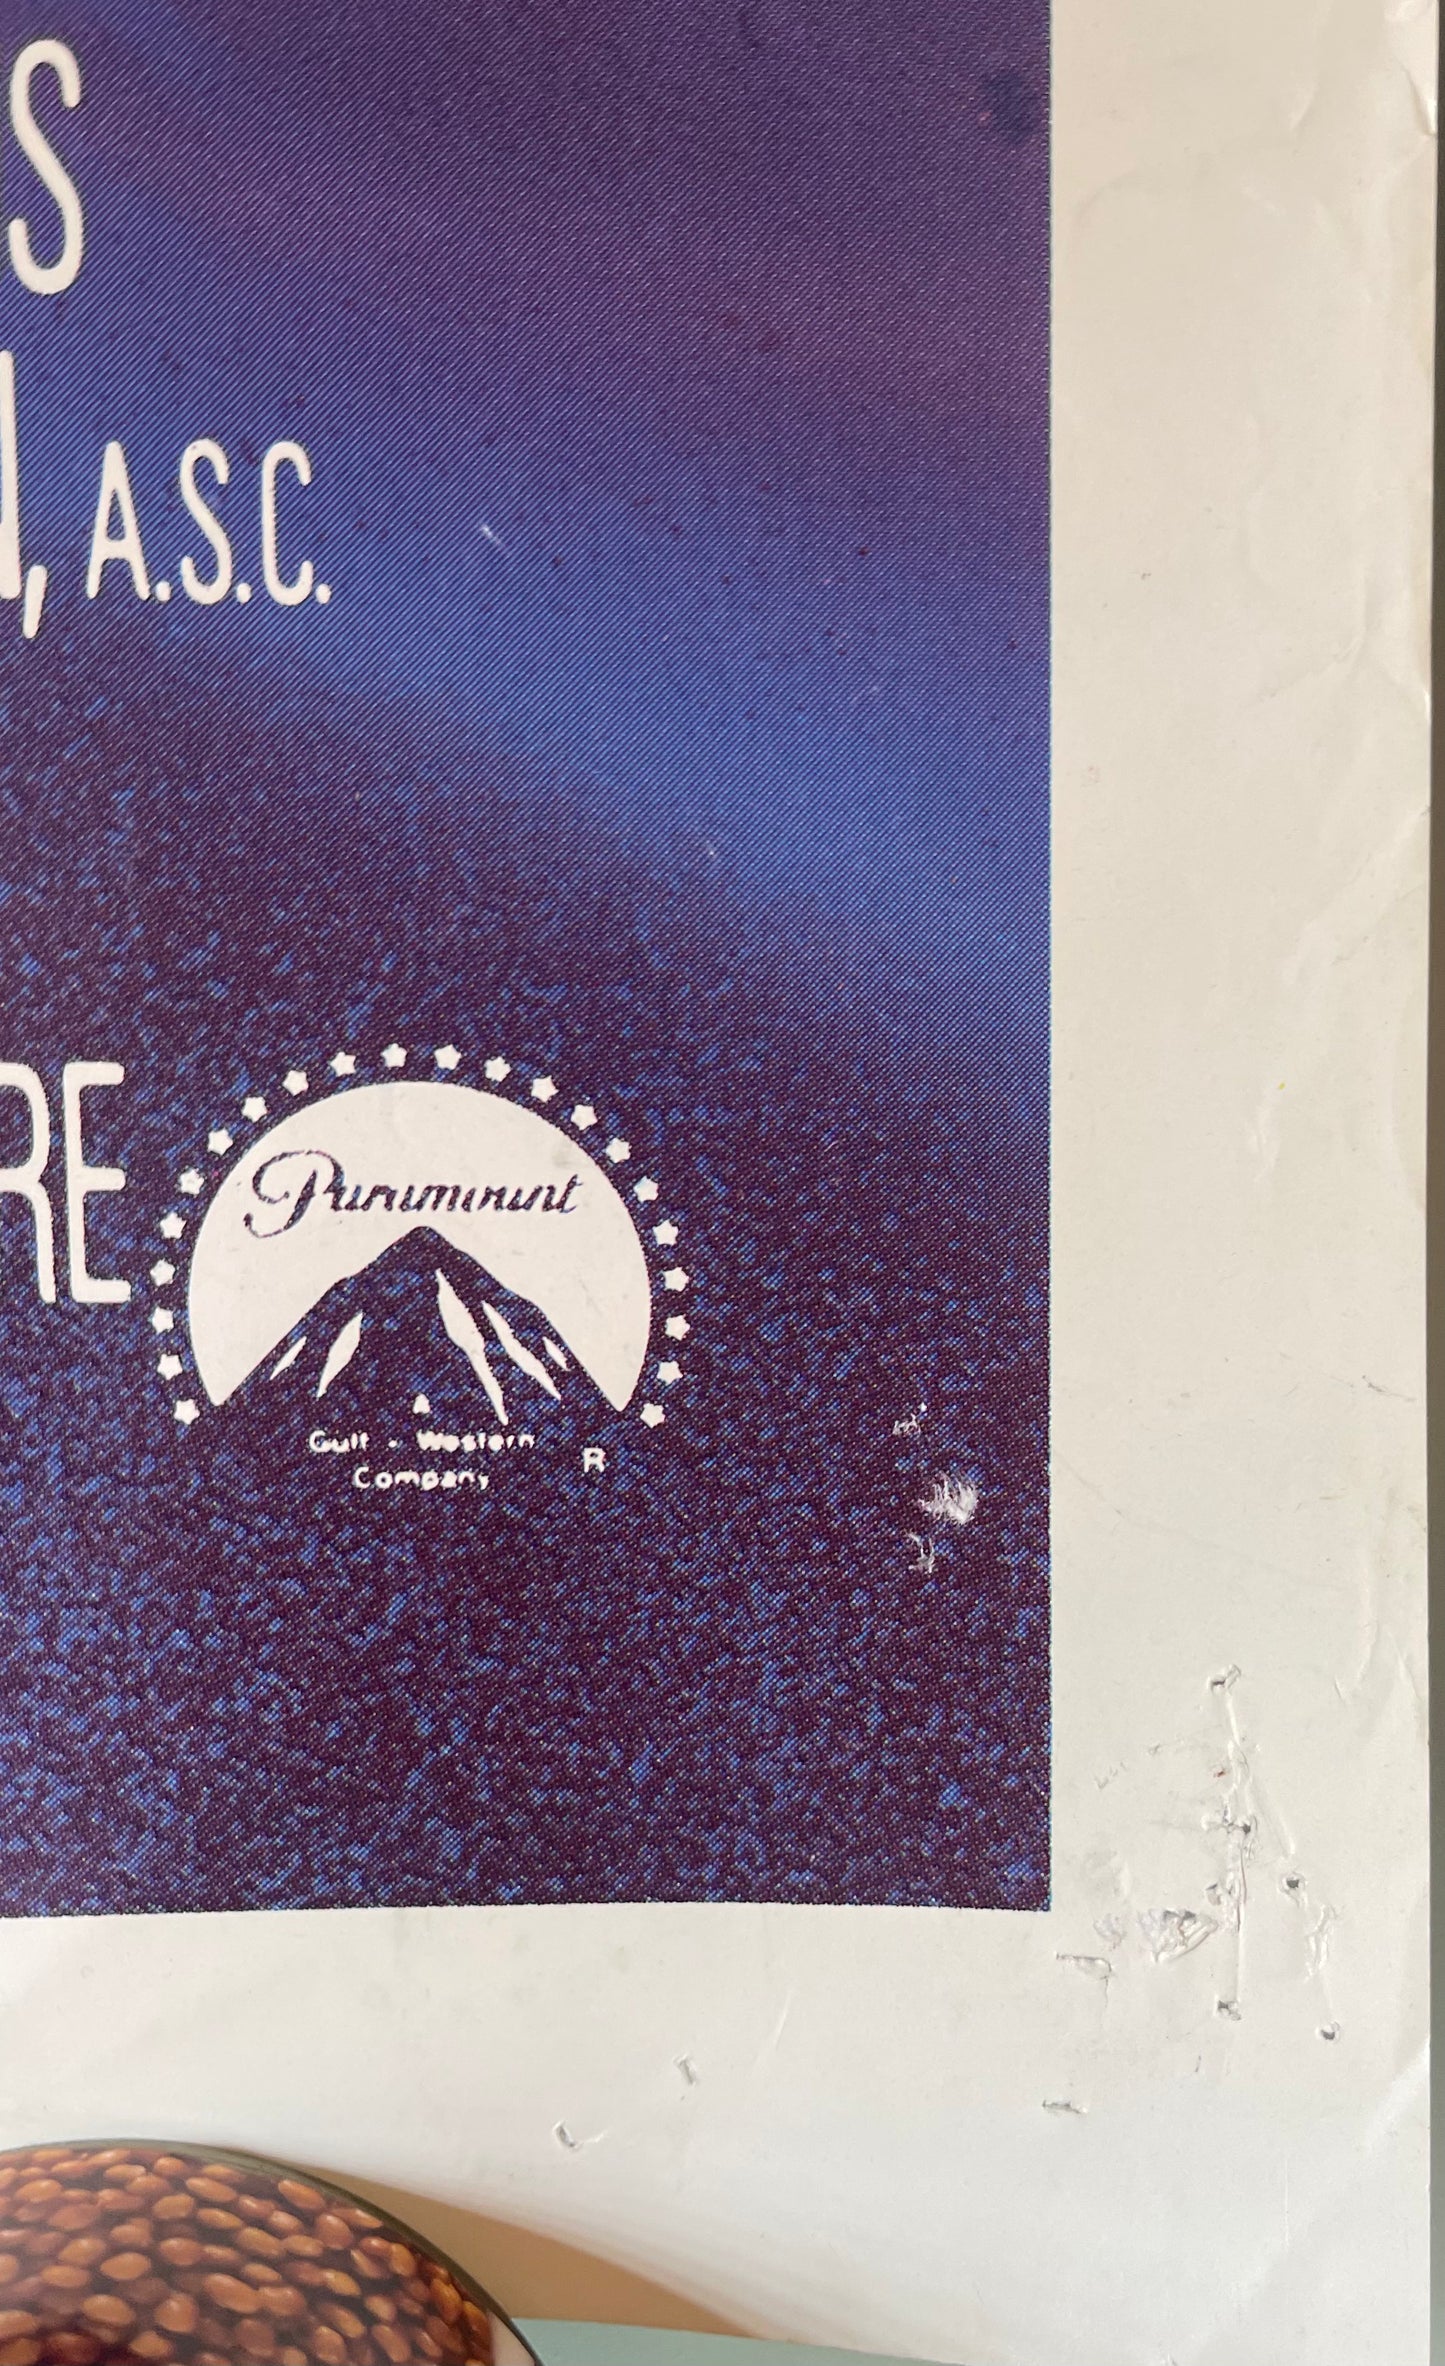 S
, A.S.C.
RE
Paramount
A
Gulf + Western
Company
R